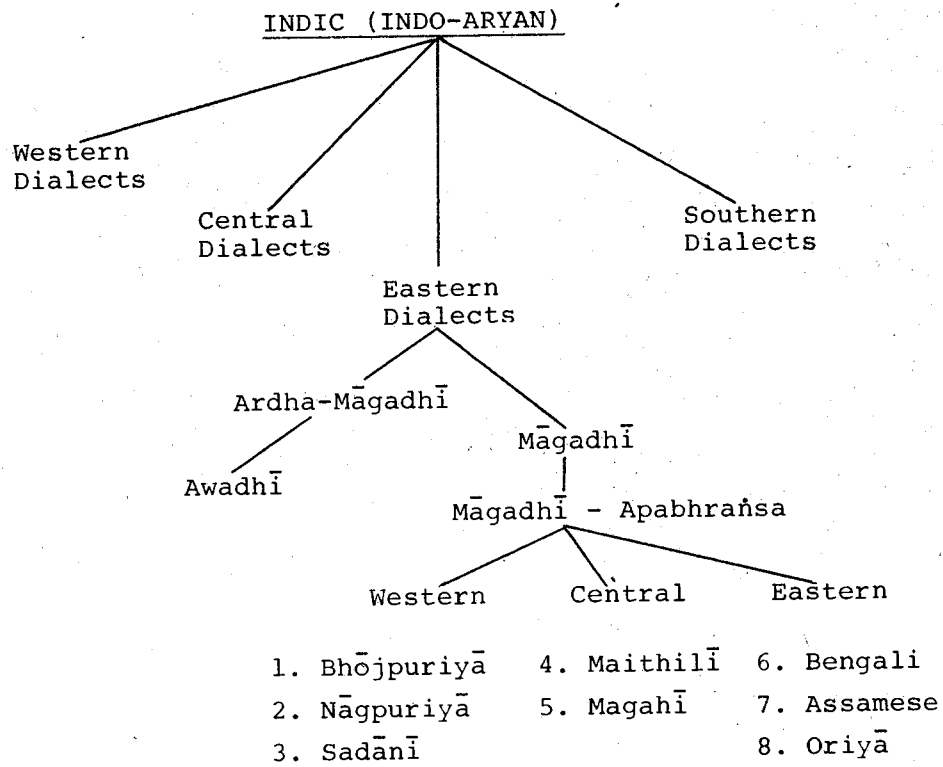 INDIC (INDO-ARYAN)
Western
Dialects
Central
Dialects
Southern
Dialects
Eastern
Dialects
Ardha-Māgadhī
Māgadhī
Awadhī
Māgadhī - Apabhraṅsa
Western Central Eastern
1. Bhōjpuriyā 4. Maithilī 6. Bengali
2. Nāgpuriyā 5. Magahī 7. Assamese
3. Sadānī 8. Oriyā